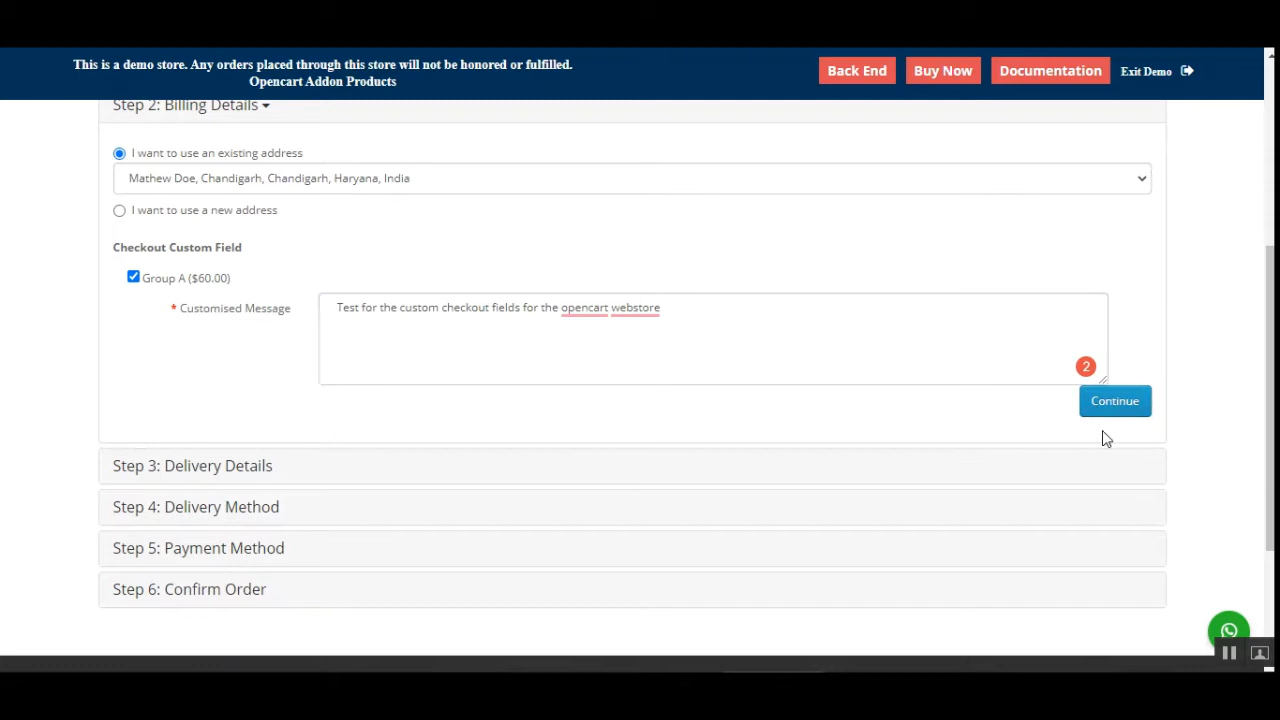 This is a demo store. Any orders placed through this store will not be honored or fulfilled.
Opencart Addon Products
Back End
Buy Now
Documentation
Exit Demo
Step 2: Billing Details
I want to use an existing address
Mathew Doe, Chandigarh, Chandigarh, Haryana, India
I want to use a new address
Checkout Custom Field
Group A ($60.00)
* Customised Message
Test for the custom checkout fields for the opencart webstore
2
Continue
Step 3: Delivery Details
Step 4: Delivery Method
Step 5: Payment Method
Step 6: Confirm Order